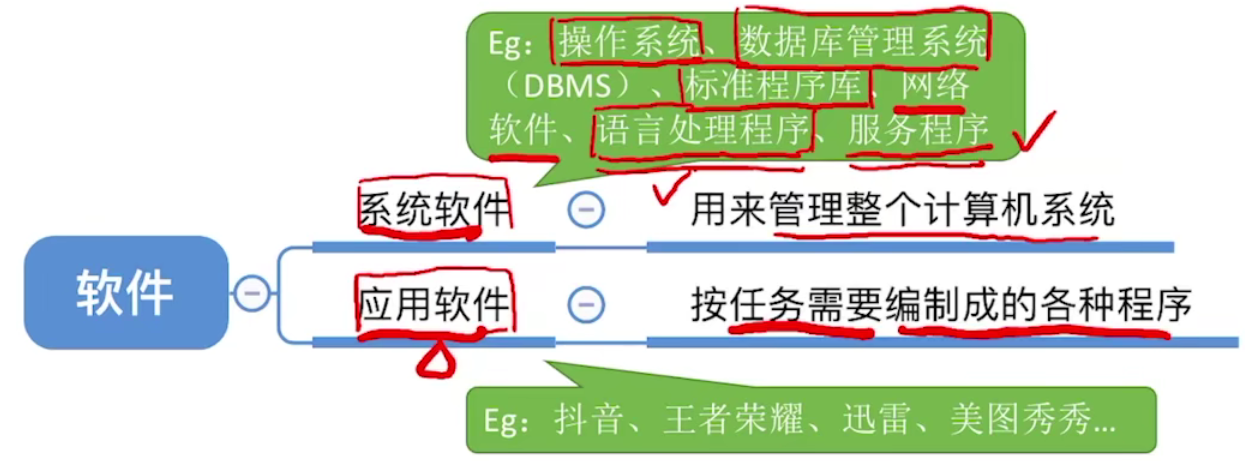 Eg：操作系统、数据库管理系统
（DBMS）、标准程序库、网络
软件、语言处理程序、服务程序
系统软件
用来管理整个计算机系统
软件
应用软件
按任务需要编制成的各种程序
Eg：抖音、王者荣耀、迅雷、美图秀秀...